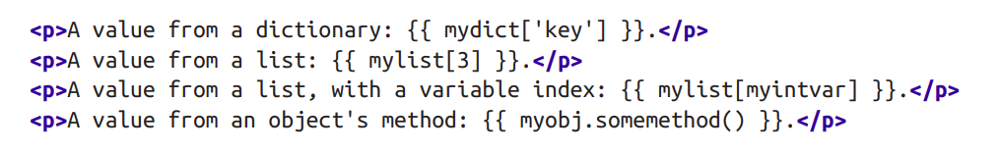 <p>A value from a dictionary: {{ mydict['key'] }}.</p>
<p>A value from a list: {{ mylist[3] }}.</p>
<p>A value from a list, with a variable index: {{ mylist[myintvar] }}.</p>
<p>A value from an object's method: {{ myobj.somemethod() }}.</p>